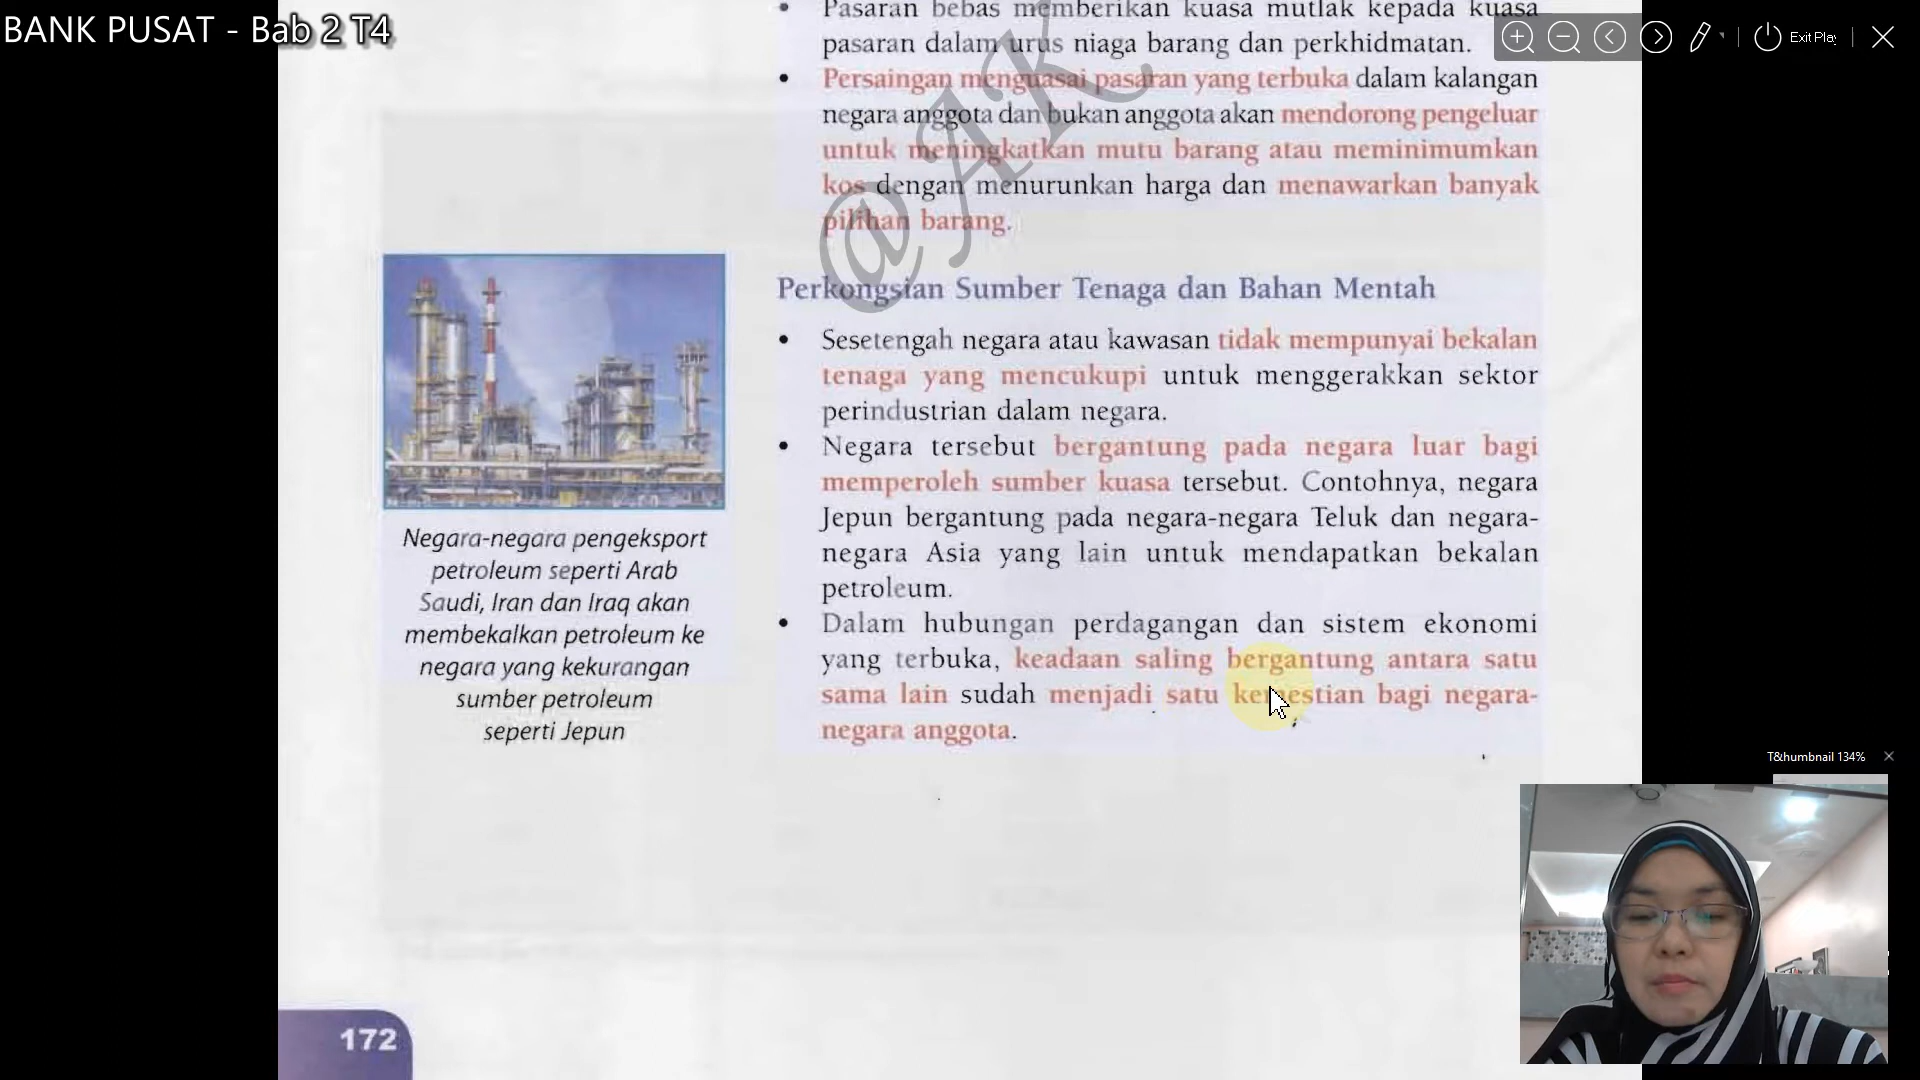 BANK PUSAT - Bab 2 T4
Exit Play
Pasaran bebas memberikan kuasa mutlak kepada kuasa
pasaran dalam urus niaga barang dan perkhidmatan.
• Persaingan menguasai pasaran yang terbuka dalam kalangan
negara anggota dan bukan anggota akan mendorong pengeluar
untuk meningkatkan mutu barang atau meminimumkan
kos dengan menurunkan harga dan menawarkan banyak
pilihan barang.
@AK
Perkongsian Sumber Tenaga dan Bahan Mentah
• Sesetengah negara atau kawasan tidak mempunyai bekalan
tenaga yang mencukupi untuk menggerakkan sektor
perindustrian dalam negara.
• Negara tersebut bergantung pada negara luar bagi
memperoleh sumber kuasa tersebut. Contohnya, negara
Jepun bergantung pada negara-negara Teluk dan negara-
negara Asia yang lain untuk mendapatkan bekalan
petroleum.
• Dalam hubungan perdagangan dan sistem ekonomi
yang terbuka, keadaan saling bergantung antara satu
sama lain sudah menjadi satu kemestian bagi negara-
negara anggota.
Negara-negara pengeksport
petroleum seperti Arab
Saudi, Iran dan Iraq akan
membekalkan petroleum ke
negara yang kekurangan
sumber petroleum
seperti Jepun
T&humbnail 134%
172